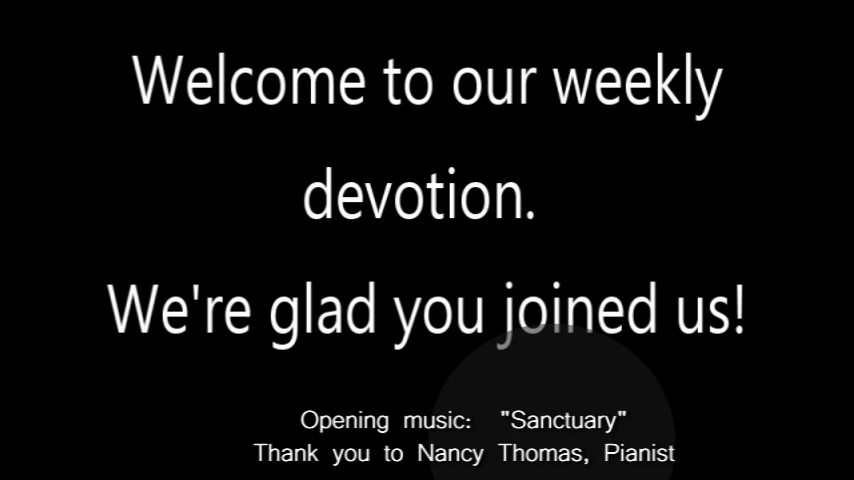 Welcome to our weekly
devotion.
We're glad you joined us!
Opening music: "Sanctuary"
Thank you to Nancy Thomas, Pianist